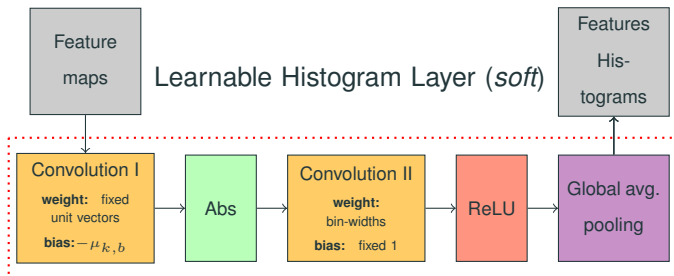 Feature
maps
Learnable Histogram Layer (soft)
Features
His-
tograms
Convolution I
weight: fixed
unit vectors
bias:−μk,b
Abs
Convolution II
weight:
bin-widths
bias: fixed 1
ReLU
Global avg.
pooling